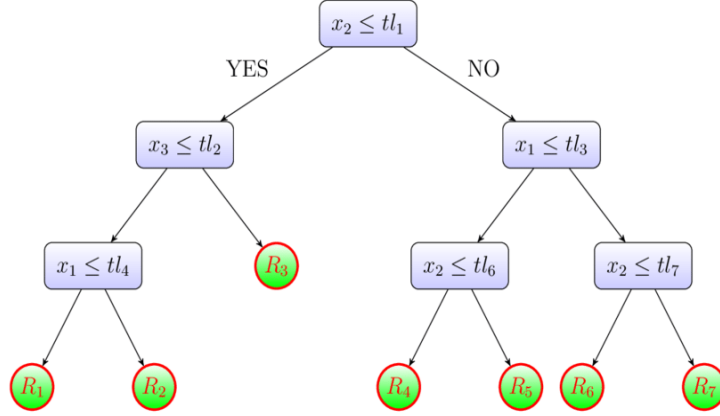 x₂ ≤ tl₁
YES NO
x₃ ≤ tl₂ x₁ ≤ tl₃
x₁ ≤ tl₄ R₃ x₂ ≤ tl₆ x₂ ≤ tl₇
R₁ R₂ R₄ R₅ R₆ R₇